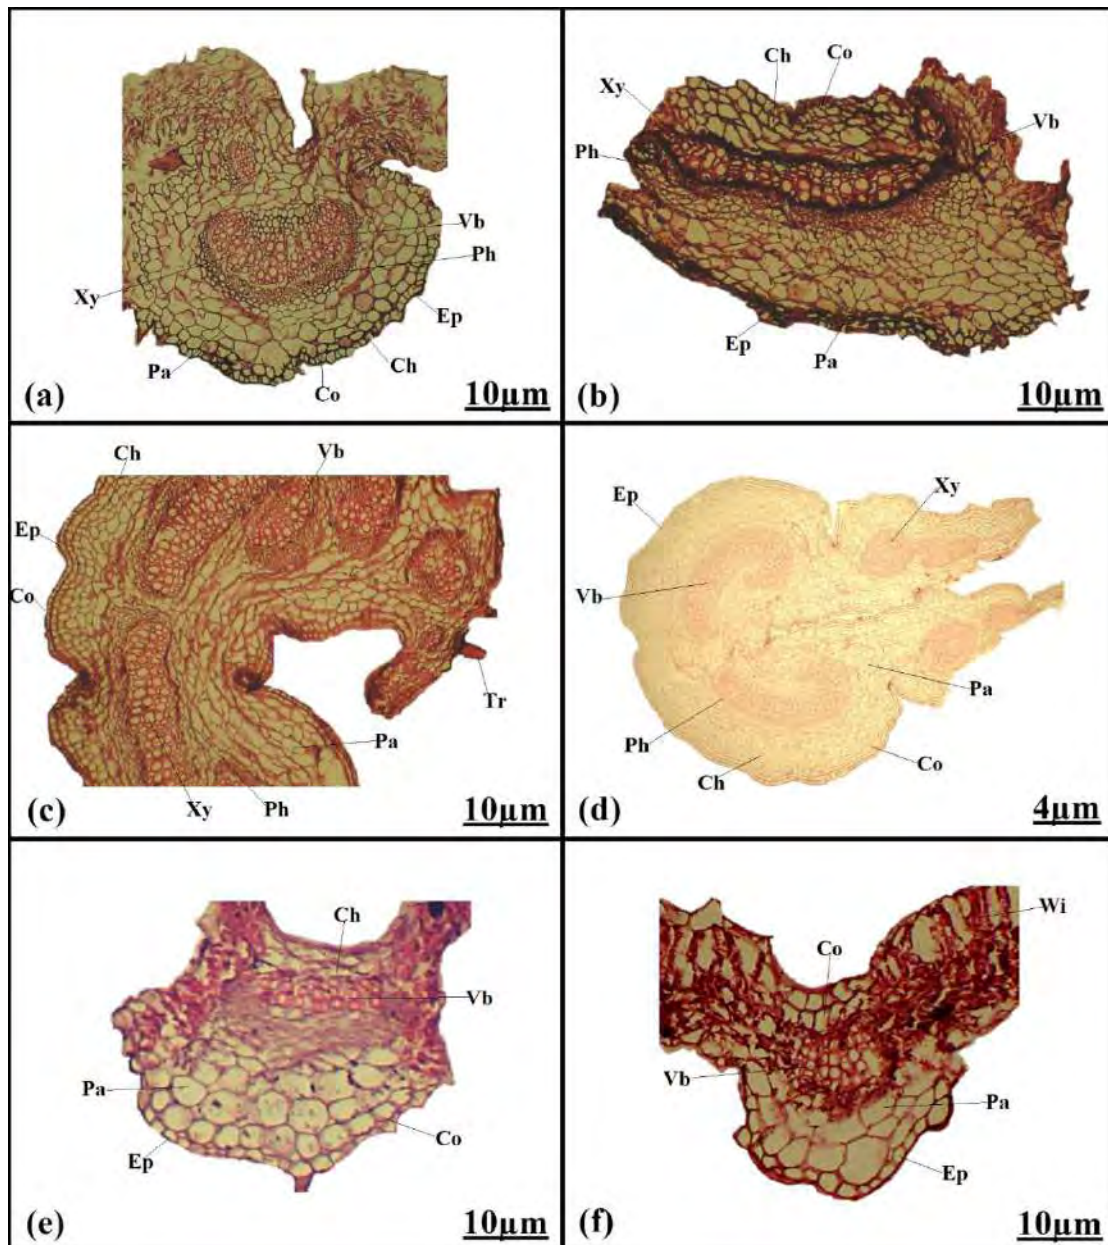 Vb
Ph
Xy
Ep
Pa
Ch
Co
(a)
10µm
Co
Ch
Xy
Vb
Ph
Ep
Pa
(b)
10µm
Ch
Vb
Ep
Co
Tr
Pa
Xy
Ph
(c)
10µm
Ep
Xy
Vb
Pa
Ph
Co
Ch
(d)
4µm
Ch
Vb
Pa
Co
Ep
(e)
10µm
Wi
Co
Vb
Pa
Ep
(f)
10µm